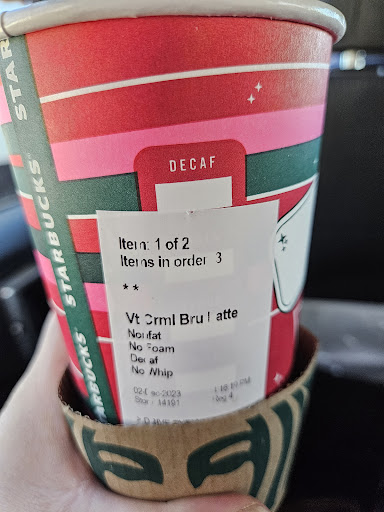 STARBUCKS
STAR
DECAF
Item: 1 of 2
Items in order: 3
**
Vt Crml Bru Latte
Nonfat
No Foam
Decaf
No Whip